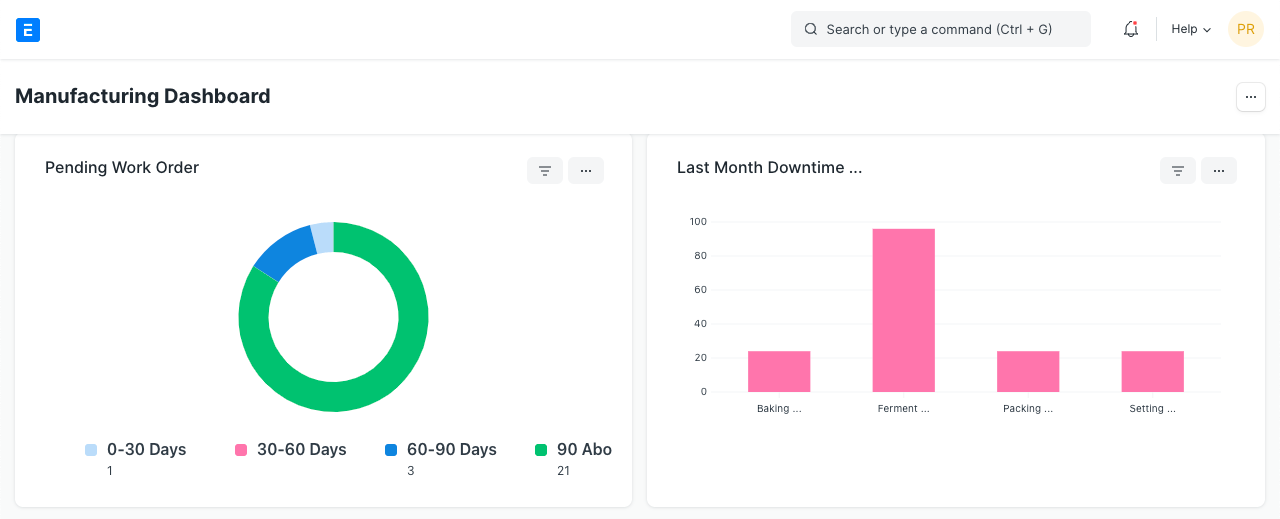 E
Search or type a command (Ctrl + G)
Help
PR
Manufacturing Dashboard
...
Pending Work Order
...
0-30 Days
1
30-60 Days
60-90 Days
3
90 Abo
21
Last Month Downtime ...
...
100
80
60
40
20
0
Baking ...
Ferment ...
Packing ...
Setting ...